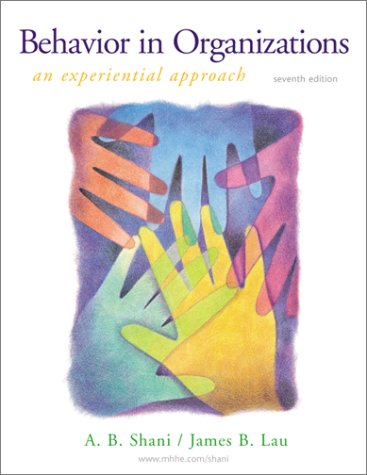 Behavior in Organizations
an experiential approach seventh edition
A. B. Shani / James B. Lau
www.mhhe.com/shani